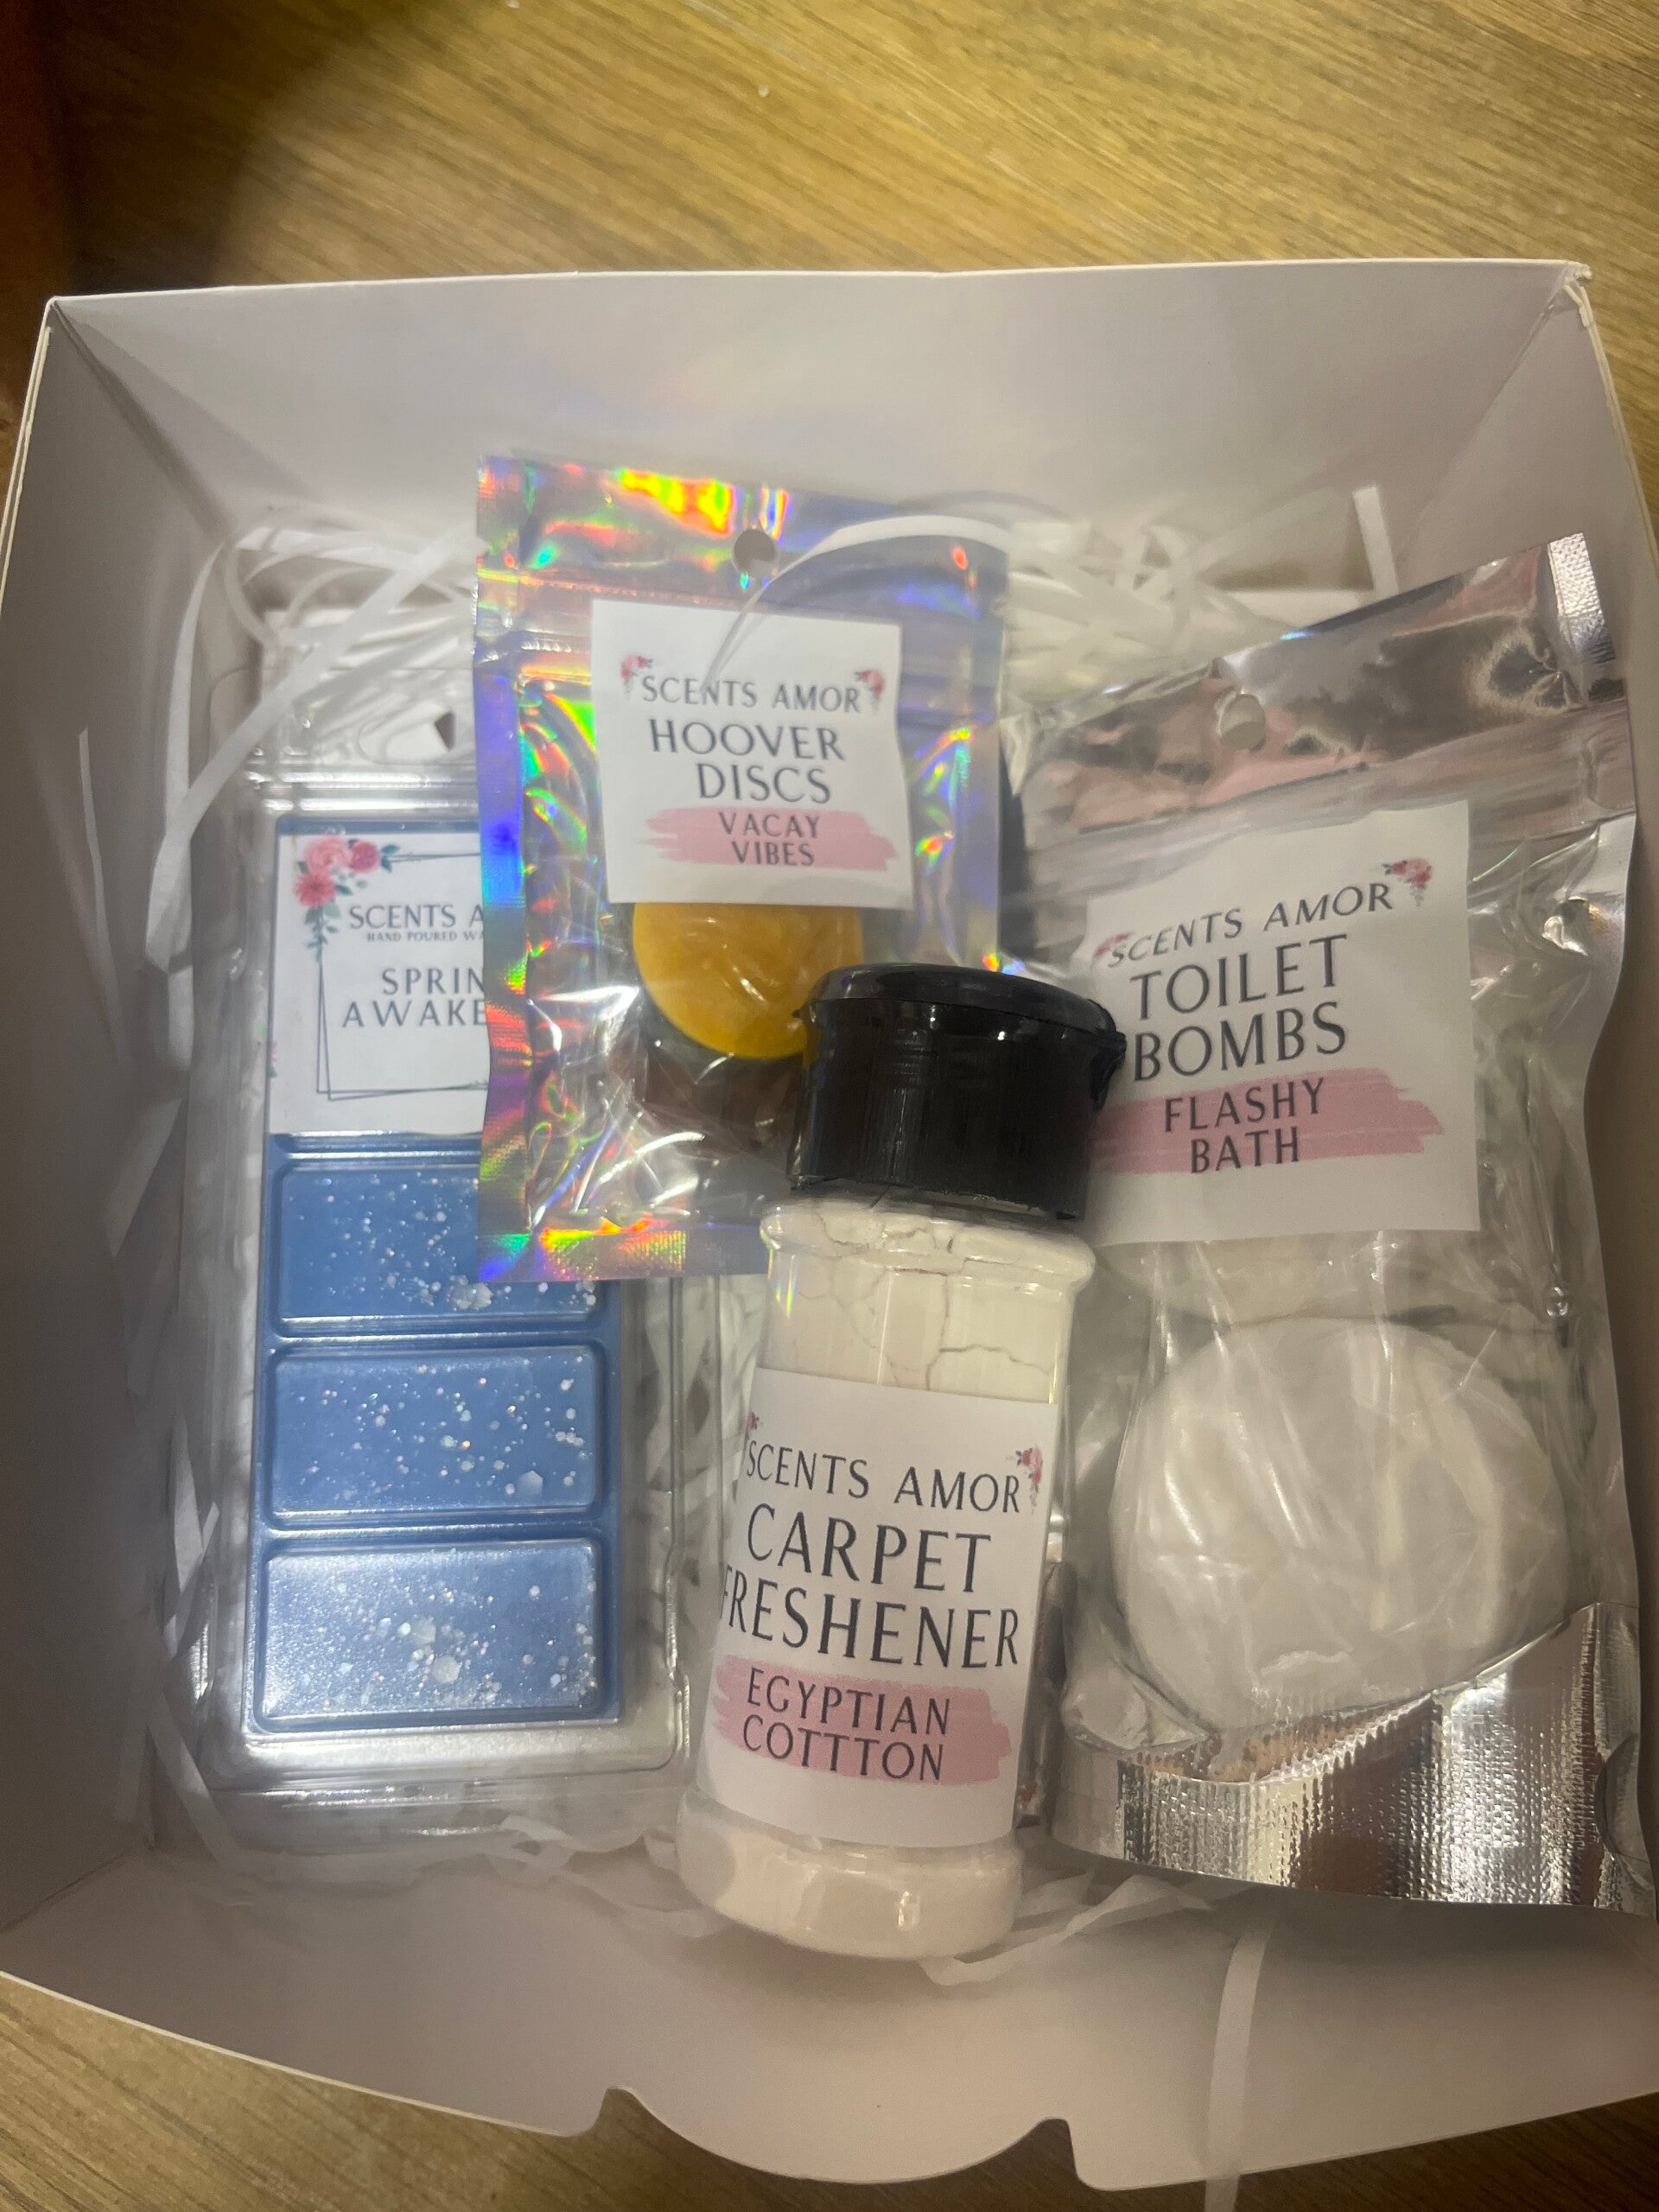 SCENTS AMOR
HOOVER
DISCS
VACAY
VIBES
SCENTS A
HAND POURED WA
SPRIN
AWAKE
SCENTS AMOR
TOILET
BOMBS
FLASHY
BATH
SCENTS AMOR
CARPET
FRESHENER
EGYPTIAN
COTTTON